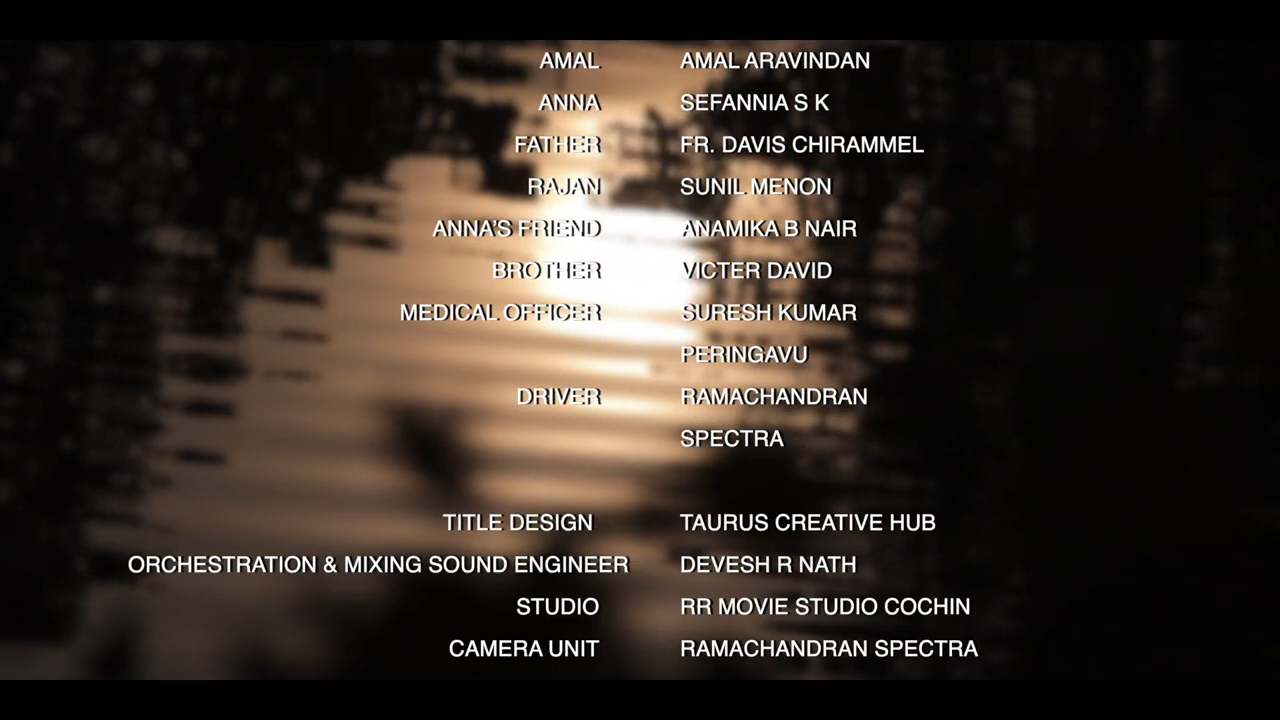 AMAL AMAL ARAVINDAN
ANNA SEFANNIA S K
FATHER FR. DAVIS CHIRAMMEL
RAJAN SUNIL MENON
ANNA'S FRIEND ANAMIKA B NAIR
BROTHER VICTER DAVID
MEDICAL OFFICER SURESH KUMAR
PERINGAVU
DRIVER RAMACHANDRAN
SPECTRA
TITLE DESIGN TAURUS CREATIVE HUB
ORCHESTRATION & MIXING SOUND ENGINEER DEVESH R NATH
STUDIO RR MOVIE STUDIO COCHIN
CAMERA UNIT RAMACHANDRAN SPECTRA